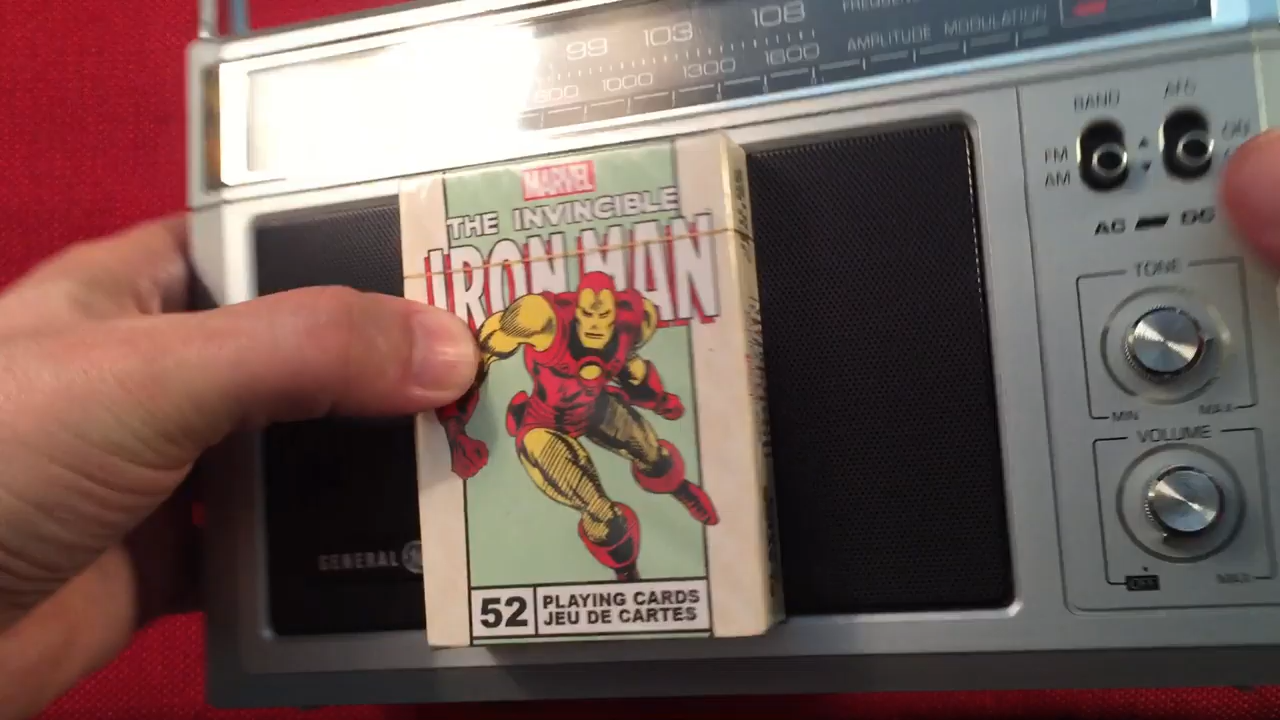 99 103 108
1000 1300 1600
AMPLITUDE MODULATION
BAND AFC
FM
AM
AC DC
TONE
MIN MAX
VOLUME
OFF MAX
GENERAL
MARVEL
THE INVINCIBLE
IRON MAN
52 PLAYING CARDS
JEU DE CARTES